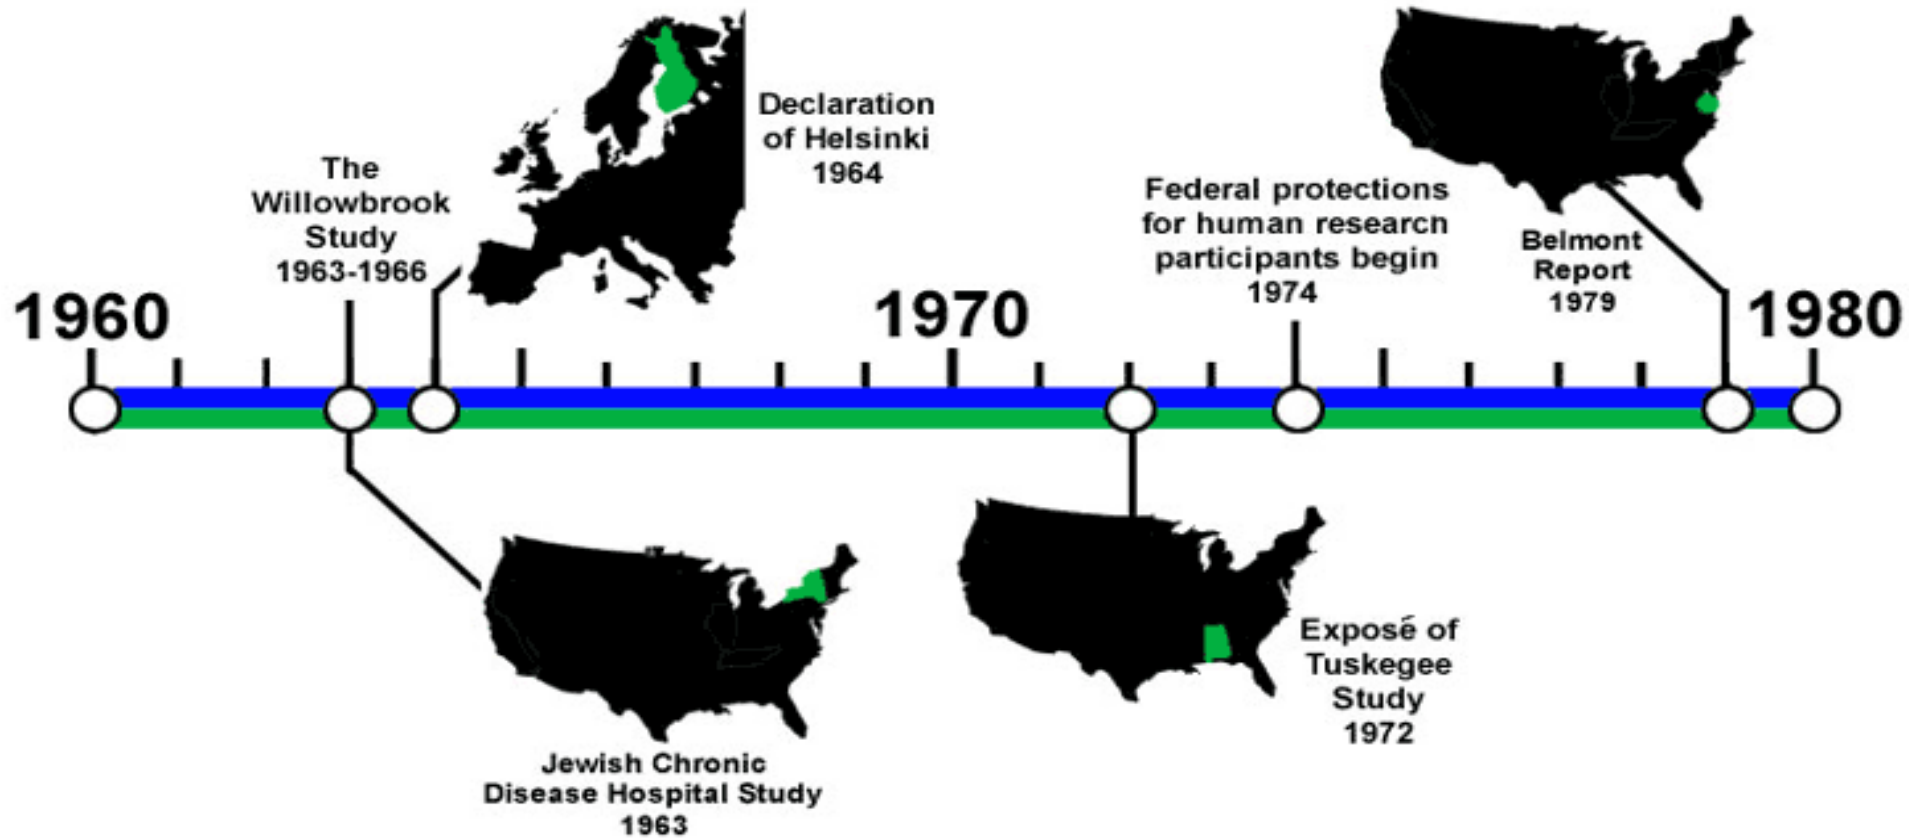 The
Willowbrook
Study
1963-1966
Declaration
of Helsinki
1964
Federal protections
for human research
participants begin
1974
Belmont
Report
1979
1960
1970
1980
Jewish Chronic
Disease Hospital Study
1963
Exposé of
Tuskegee
Study
1972